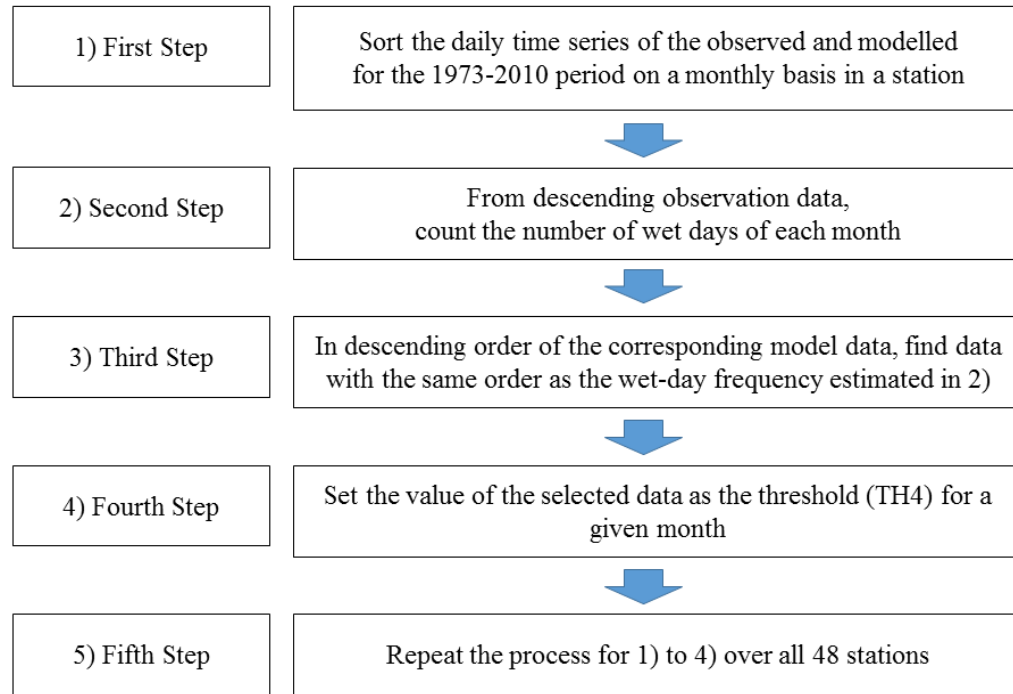 1) First Step
Sort the daily time series of the observed and modelled
for the 1973-2010 period on a monthly basis in a station
2) Second Step
From descending observation data,
count the number of wet days of each month
3) Third Step
In descending order of the corresponding model data, find data
with the same order as the wet-day frequency estimated in 2)
4) Fourth Step
Set the value of the selected data as the threshold (TH4) for a
given month
5) Fifth Step
Repeat the process for 1) to 4) over all 48 stations